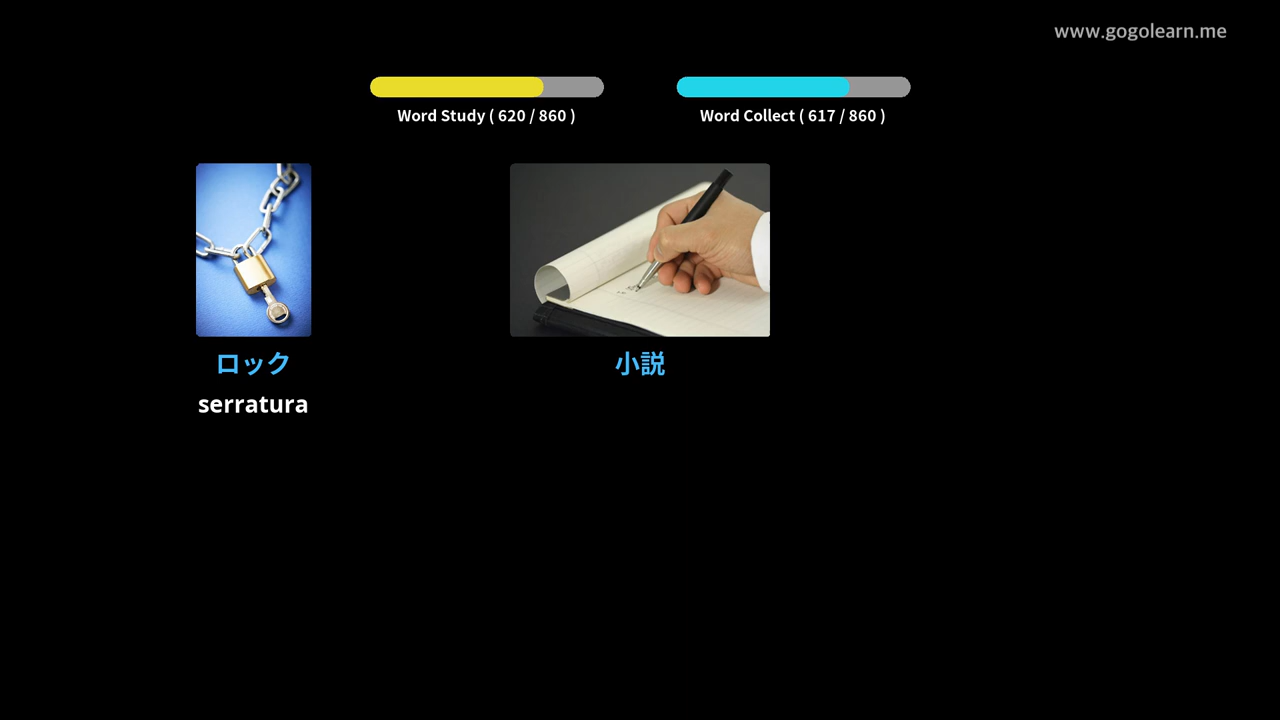 www.gogolearn.me
Word Study ( 620 / 860 )
Word Collect ( 617 / 860 )
ロック
serratura
小説